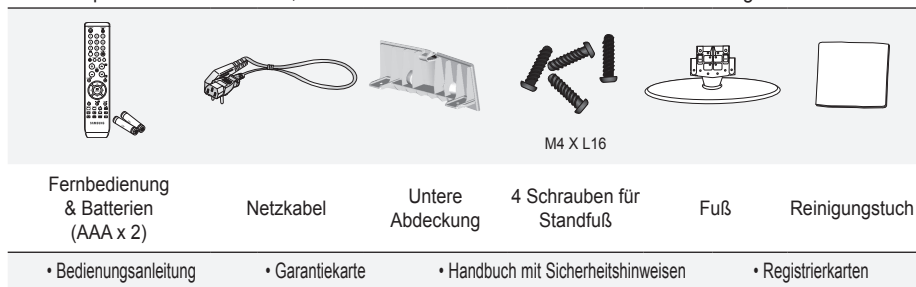 M4 X L16
Fernbedienung
& Batterien
(AAA x 2)
Netzkabel
Untere
Abdeckung
4 Schrauben für
Standfuß
Fuß
Reinigungstuch
• Bedienungsanleitung • Garantiekarte • Handbuch mit Sicherheitshinweisen • Registrierkarten